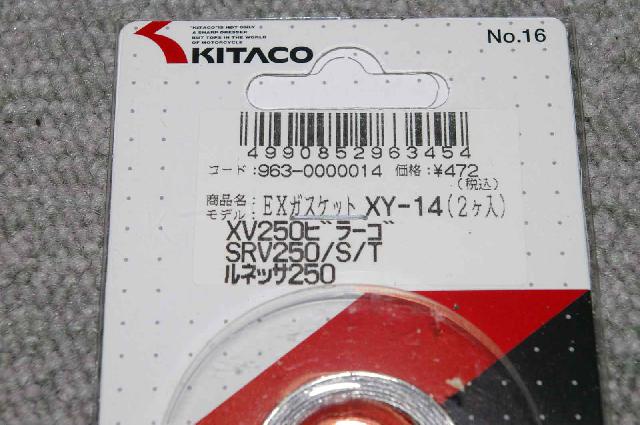 "KITACO" IS NOT ONLY
A SHARP DRESSER
BUT TOPS IN THE WORLD
OF MOTORCYCLE
KITACO
No.16
4990852963454
コード:963-0000014 価格:¥472
(税込)
商品名:EXガスケット XY-14(2ヶ入)
モデル:
XV250ビラーゴ
SRV250/S/T
ルネッサ250